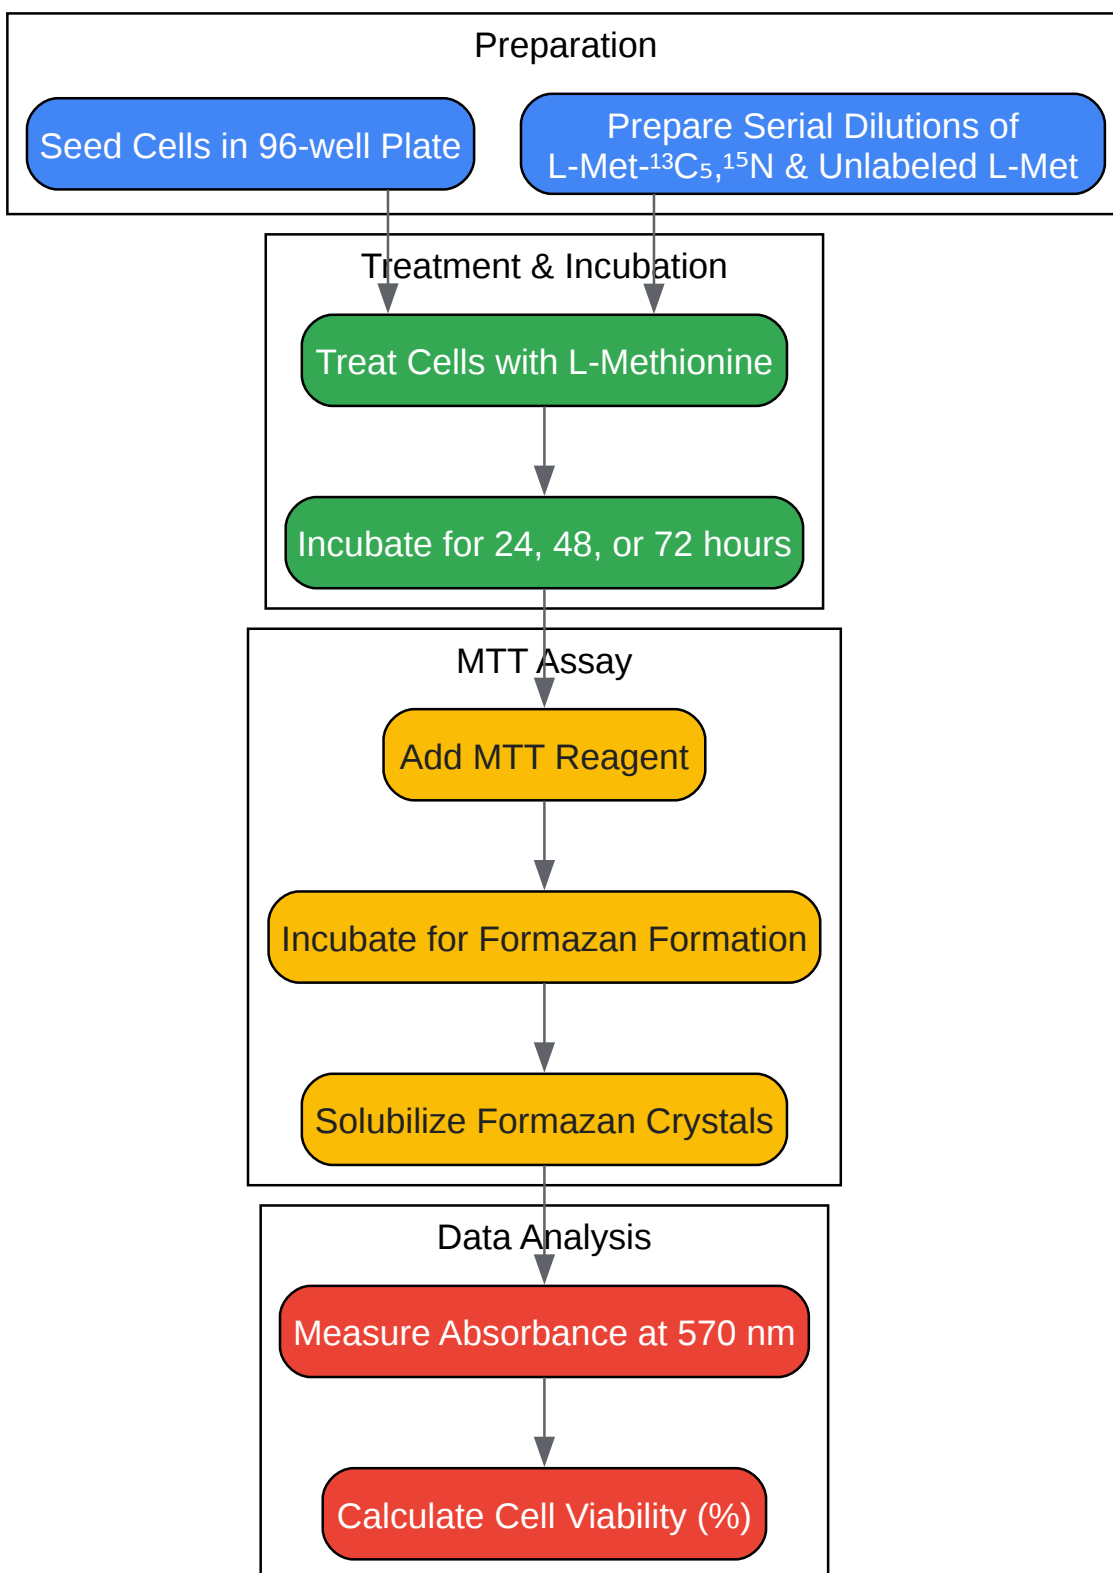 Preparation
Seed Cells in 96-well Plate
Prepare Serial Dilutions of
L-Met-¹³C₅,¹⁵N & Unlabeled L-Met
Treatment & Incubation
Treat Cells with L-Methionine
Incubate for 24, 48, or 72 hours
MTT Assay
Add MTT Reagent
Incubate for Formazan Formation
Solubilize Formazan Crystals
Data Analysis
Measure Absorbance at 570 nm
Calculate Cell Viability (%)